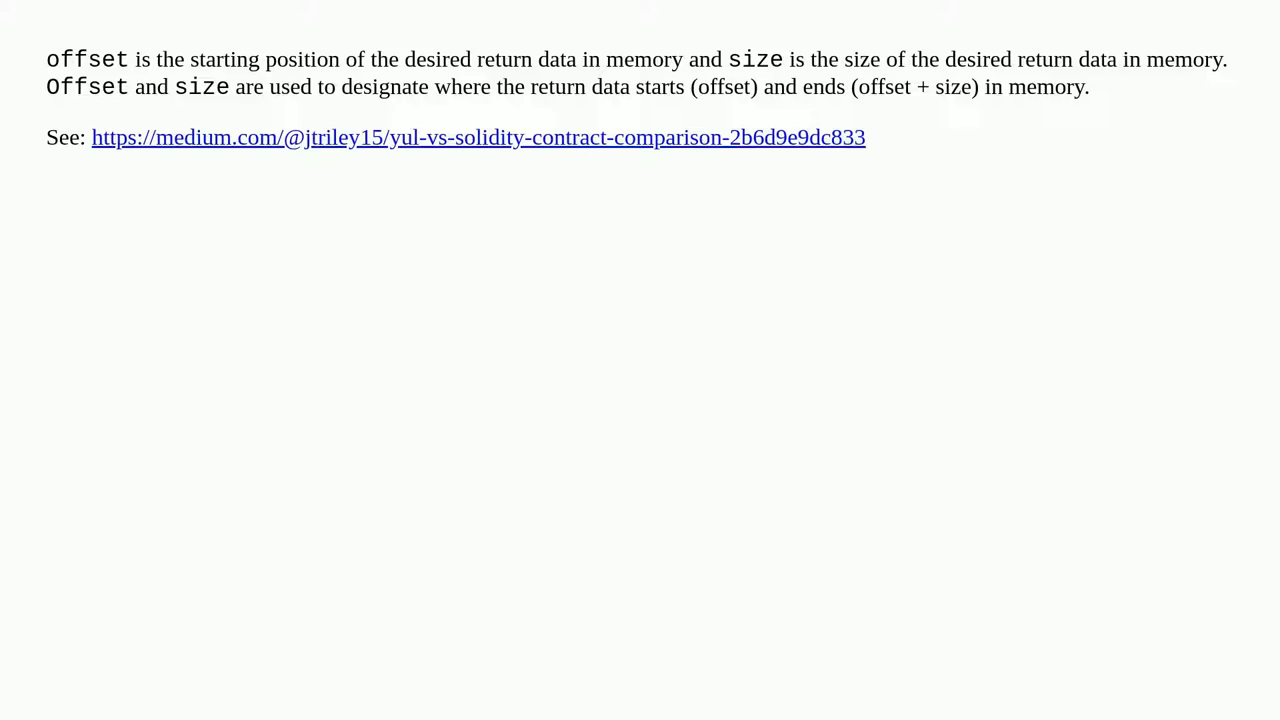 offset is the starting position of the desired return data in memory and size is the size of the desired return data in memory.
Offset and size are used to designate where the return data starts (offset) and ends (offset + size) in memory.
See: https://medium.com/@jtriley15/yul-vs-solidity-contract-comparison-2b6d9e9dc833